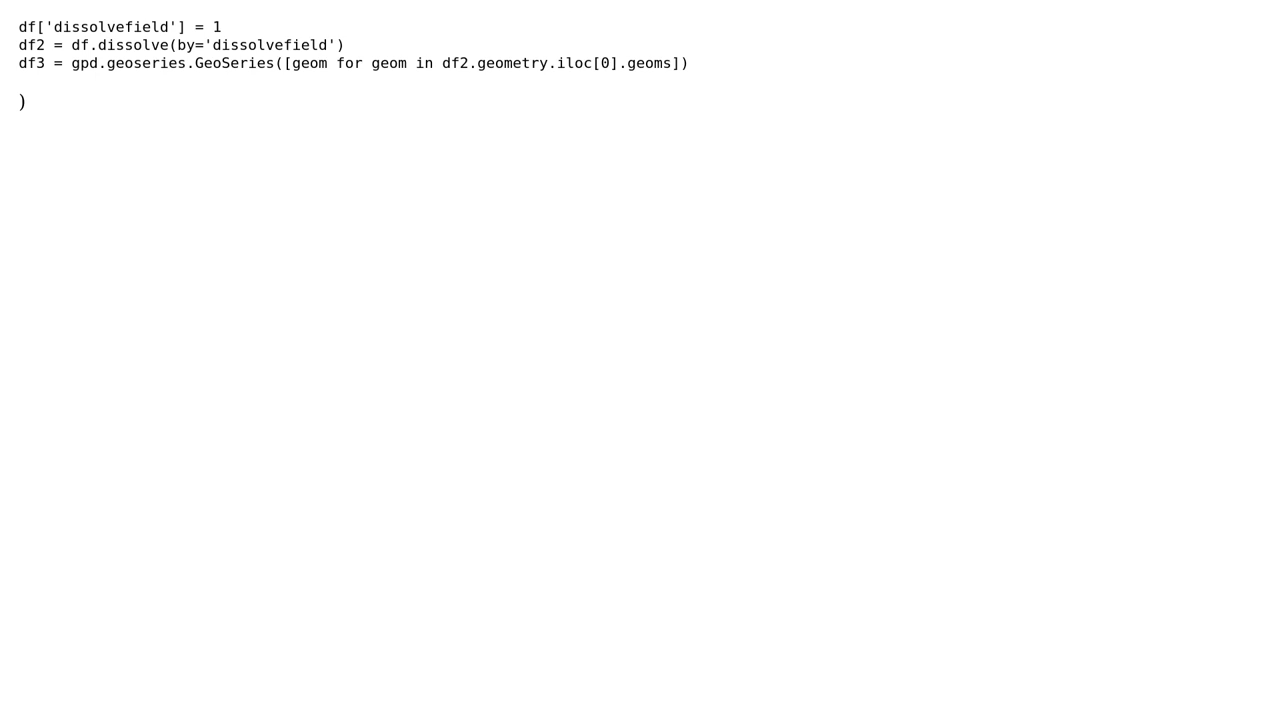 df['dissolvefield'] = 1
df2 = df.dissolve(by='dissolvefield')
df3 = gpd.geoseries.GeoSeries([geom for geom in df2.geometry.iloc[0].geoms])
)